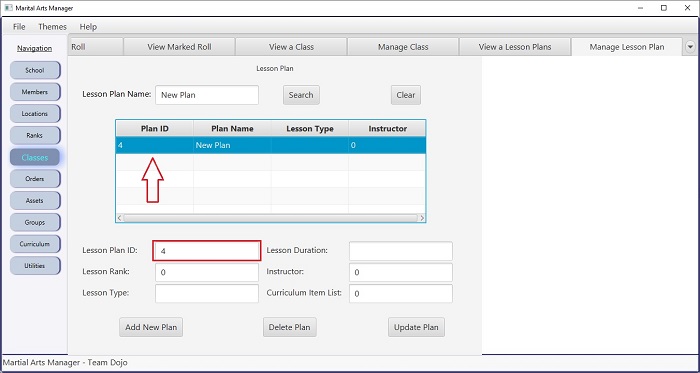 Marital Arts Manager
File Themes Help
Navigation
Roll View Marked Roll View a Class Manage Class View a Lesson Plans Manage Lesson Plan
School
Members
Locations
Ranks
Classes
Orders
Assets
Groups
Curriculum
Utilities
Lesson Plan
Lesson Plan Name: New Plan Search Clear
Plan ID Plan Name Lesson Type Instructor
4 New Plan 0
Lesson Plan ID: 4 Lesson Duration:
Lesson Rank: 0 Instructor: 0
Lesson Type: Curriculum Item List: 0
Add New Plan Delete Plan Update Plan
Martial Arts Manager - Team Dojo